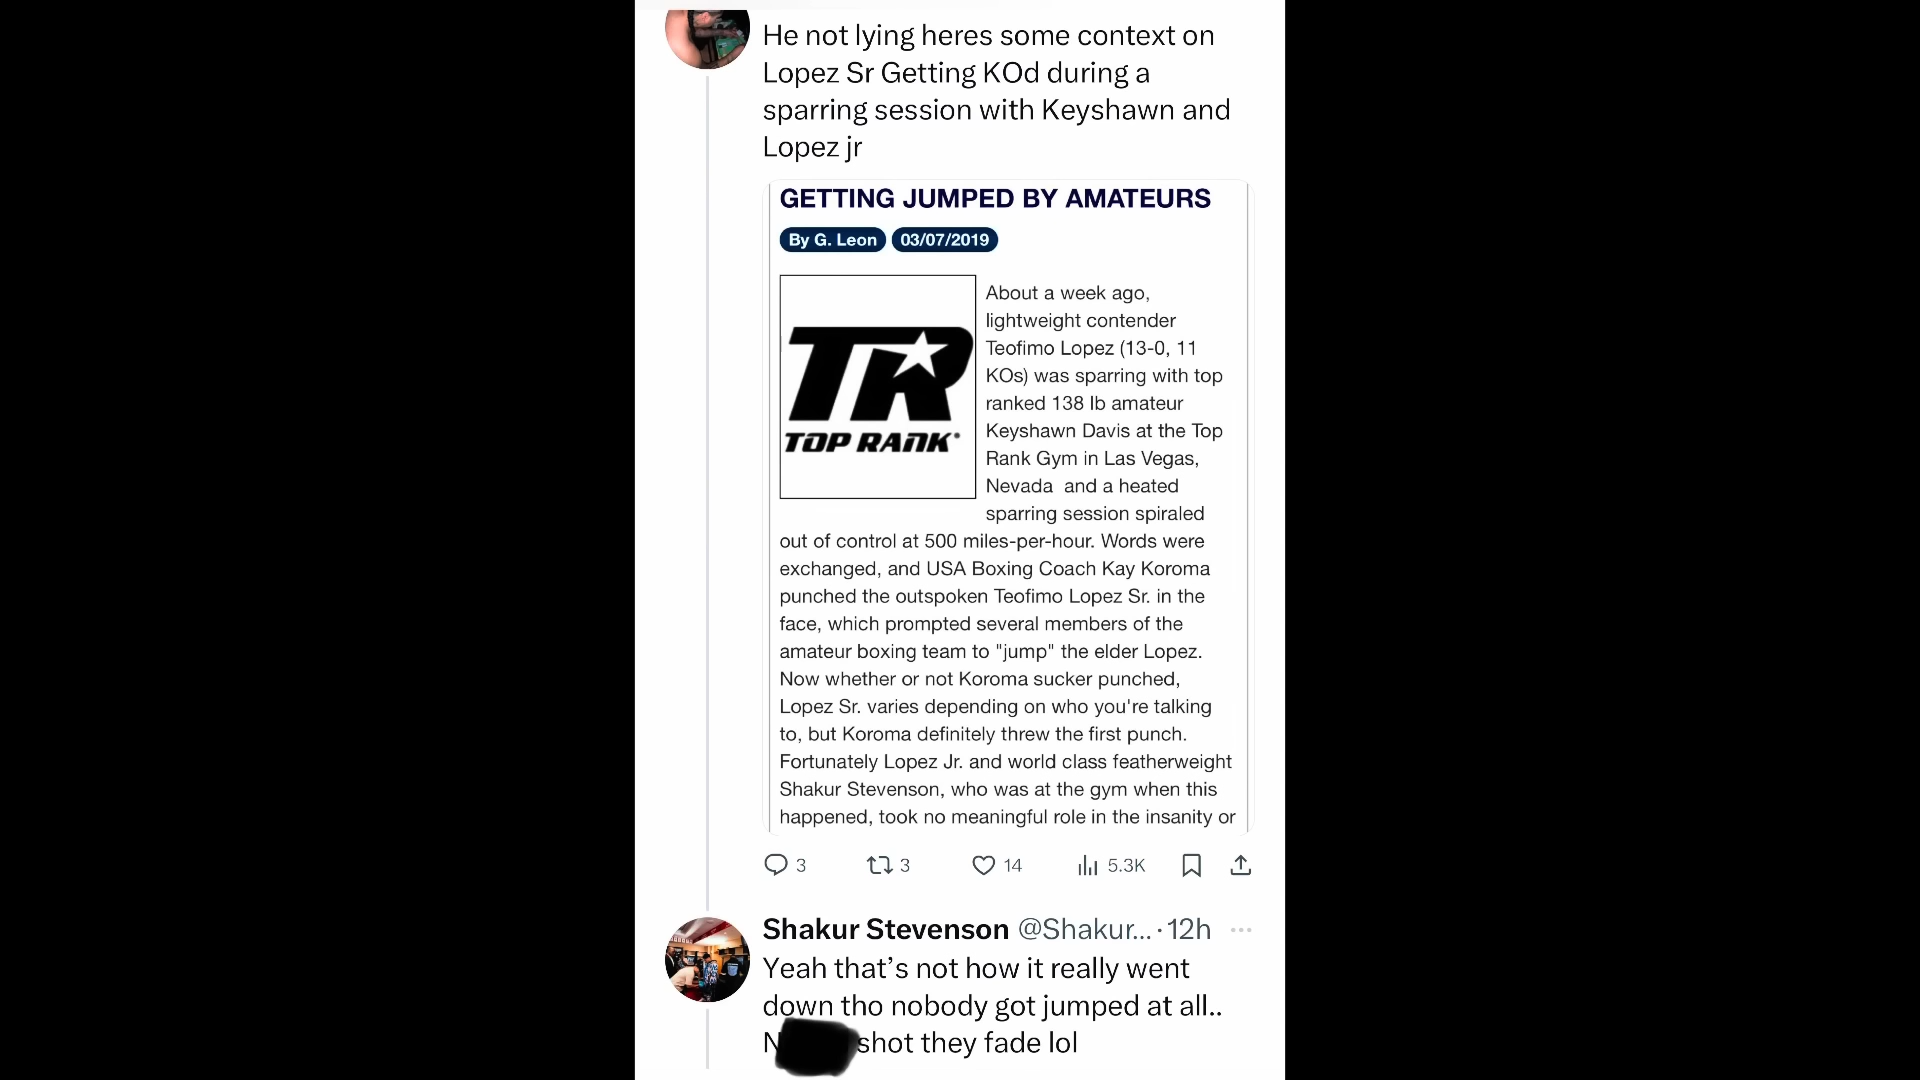 He not lying heres some context on
Lopez Sr Getting KOd during a
sparring session with Keyshawn and
Lopez jr
GETTING JUMPED BY AMATEURS
By G. Leon 03/07/2019
TR
TOP RANK
About a week ago,
lightweight contender
Teofimo Lopez (13-0, 11
KOs) was sparring with top
ranked 138 lb amateur
Keyshawn Davis at the Top
Rank Gym in Las Vegas,
Nevada and a heated
sparring session spiraled
out of control at 500 miles-per-hour. Words were
exchanged, and USA Boxing Coach Kay Koroma
punched the outspoken Teofimo Lopez Sr. in the
face, which prompted several members of the
amateur boxing team to "jump" the elder Lopez.
Now whether or not Koroma sucker punched,
Lopez Sr. varies depending on who you're talking
to, but Koroma definitely threw the first punch.
Fortunately Lopez Jr. and world class featherweight
Shakur Stevenson, who was at the gym when this
happened, took no meaningful role in the insanity or
3 3 14 5.3K
Shakur Stevenson @Shakur... · 12h
Yeah that’s not how it really went
down tho nobody got jumped at all..
shot they fade lol